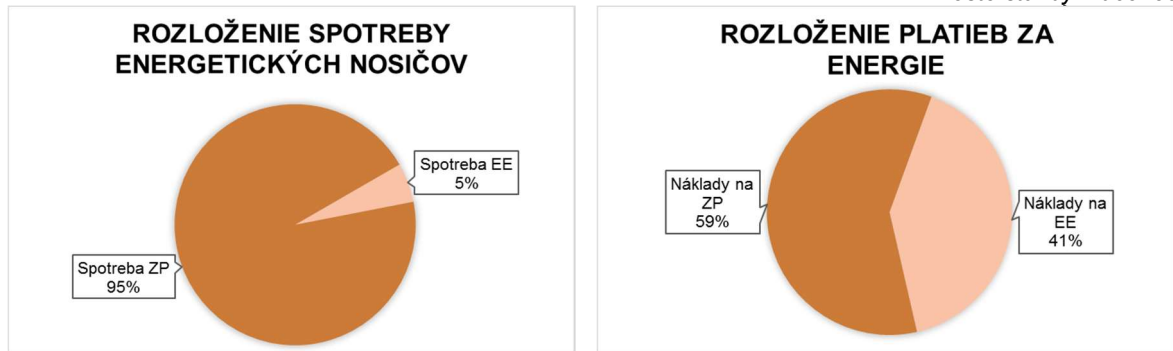 ROZLOŽENIE SPOTREBY
ENERGETICKÝCH NOSIČOV
Spotreba EE
5%
Spotreba ZP
95%
ROZLOŽENIE PLATIEB ZA
ENERGIE
Náklady na
ZP
59%
Náklady na
EE
41%